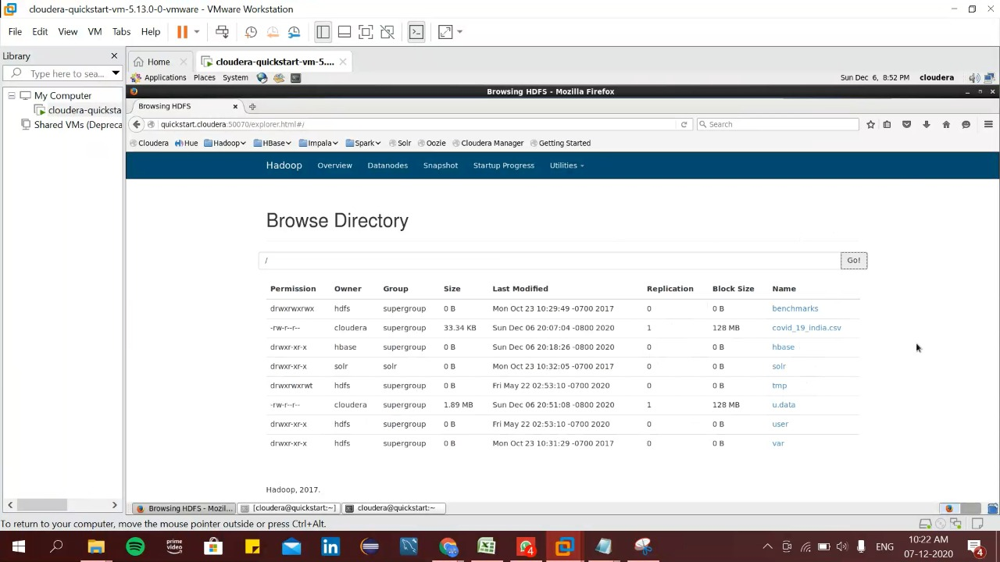 cloudera-quickstart-vm-5.13.0-0-vmware - VMware Workstation
File Edit View VM Tabs Help
Library
Type here to sea...
My Computer
cloudera-quicksta
Shared VMs (Depreca
Home
cloudera-quickstart-vm-5....
Applications Places System
Sun Dec 6, 8:52 PM cloudera
Browsing HDFS - Mozilla Firefox
Browsing HDFS
quickstart.cloudera:50070/explorer.html#/
Search
Cloudera Hue Hadoop HBase Impala Spark Solr Oozie Cloudera Manager Getting Started
Hadoop Overview Datanodes Snapshot Startup Progress Utilities
Browse Directory
/
Go!
Permission Owner Group Size Last Modified Replication Block Size Name
drwxrwxrwx hdfs supergroup 0 B Mon Oct 23 10:29:49 -0700 2017 0 0 B benchmarks
-rw-r--r-- cloudera supergroup 33.34 KB Sun Dec 06 20:07:04 -0800 2020 1 128 MB covid_19_india.csv
drwxr-xr-x hbase supergroup 0 B Sun Dec 06 20:18:26 -0800 2020 0 0 B hbase
drwxr-xr-x solr solr 0 B Mon Oct 23 10:32:05 -0700 2017 0 0 B solr
drwxrwxrwt hdfs supergroup 0 B Fri May 22 02:53:10 -0700 2020 0 0 B tmp
-rw-r--r-- cloudera supergroup 1.89 MB Sun Dec 06 20:51:08 -0800 2020 1 128 MB u.data
drwxr-xr-x hdfs supergroup 0 B Fri May 22 02:53:10 -0700 2020 0 0 B user
drwxr-xr-x hdfs supergroup 0 B Mon Oct 23 10:31:29 -0700 2017 0 0 B var
Hadoop, 2017.
Browsing HDFS - Mozil...
[cloudera@quickstart:~]
cloudera@quickstart:~
To return to your computer, move the mouse pointer outside or press Ctrl+Alt.
prime video
4
ENG
10:22 AM
07-12-2020
4